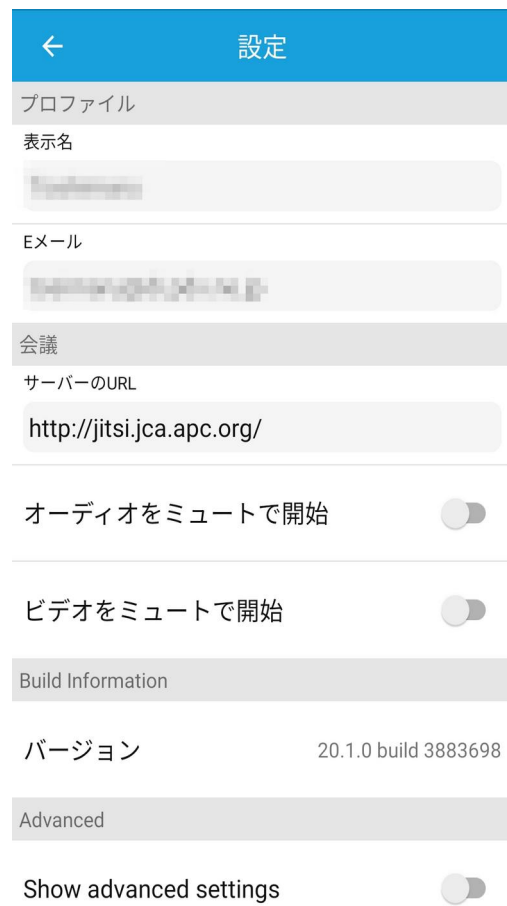 設定
プロファイル
表示名
Eメール
会議
サーバーのURL
http://jitsi.jca.apc.org/
オーディオをミュートで開始
ビデオをミュートで開始
Build Information
バージョン 20.1.0 build 3883698
Advanced
Show advanced settings